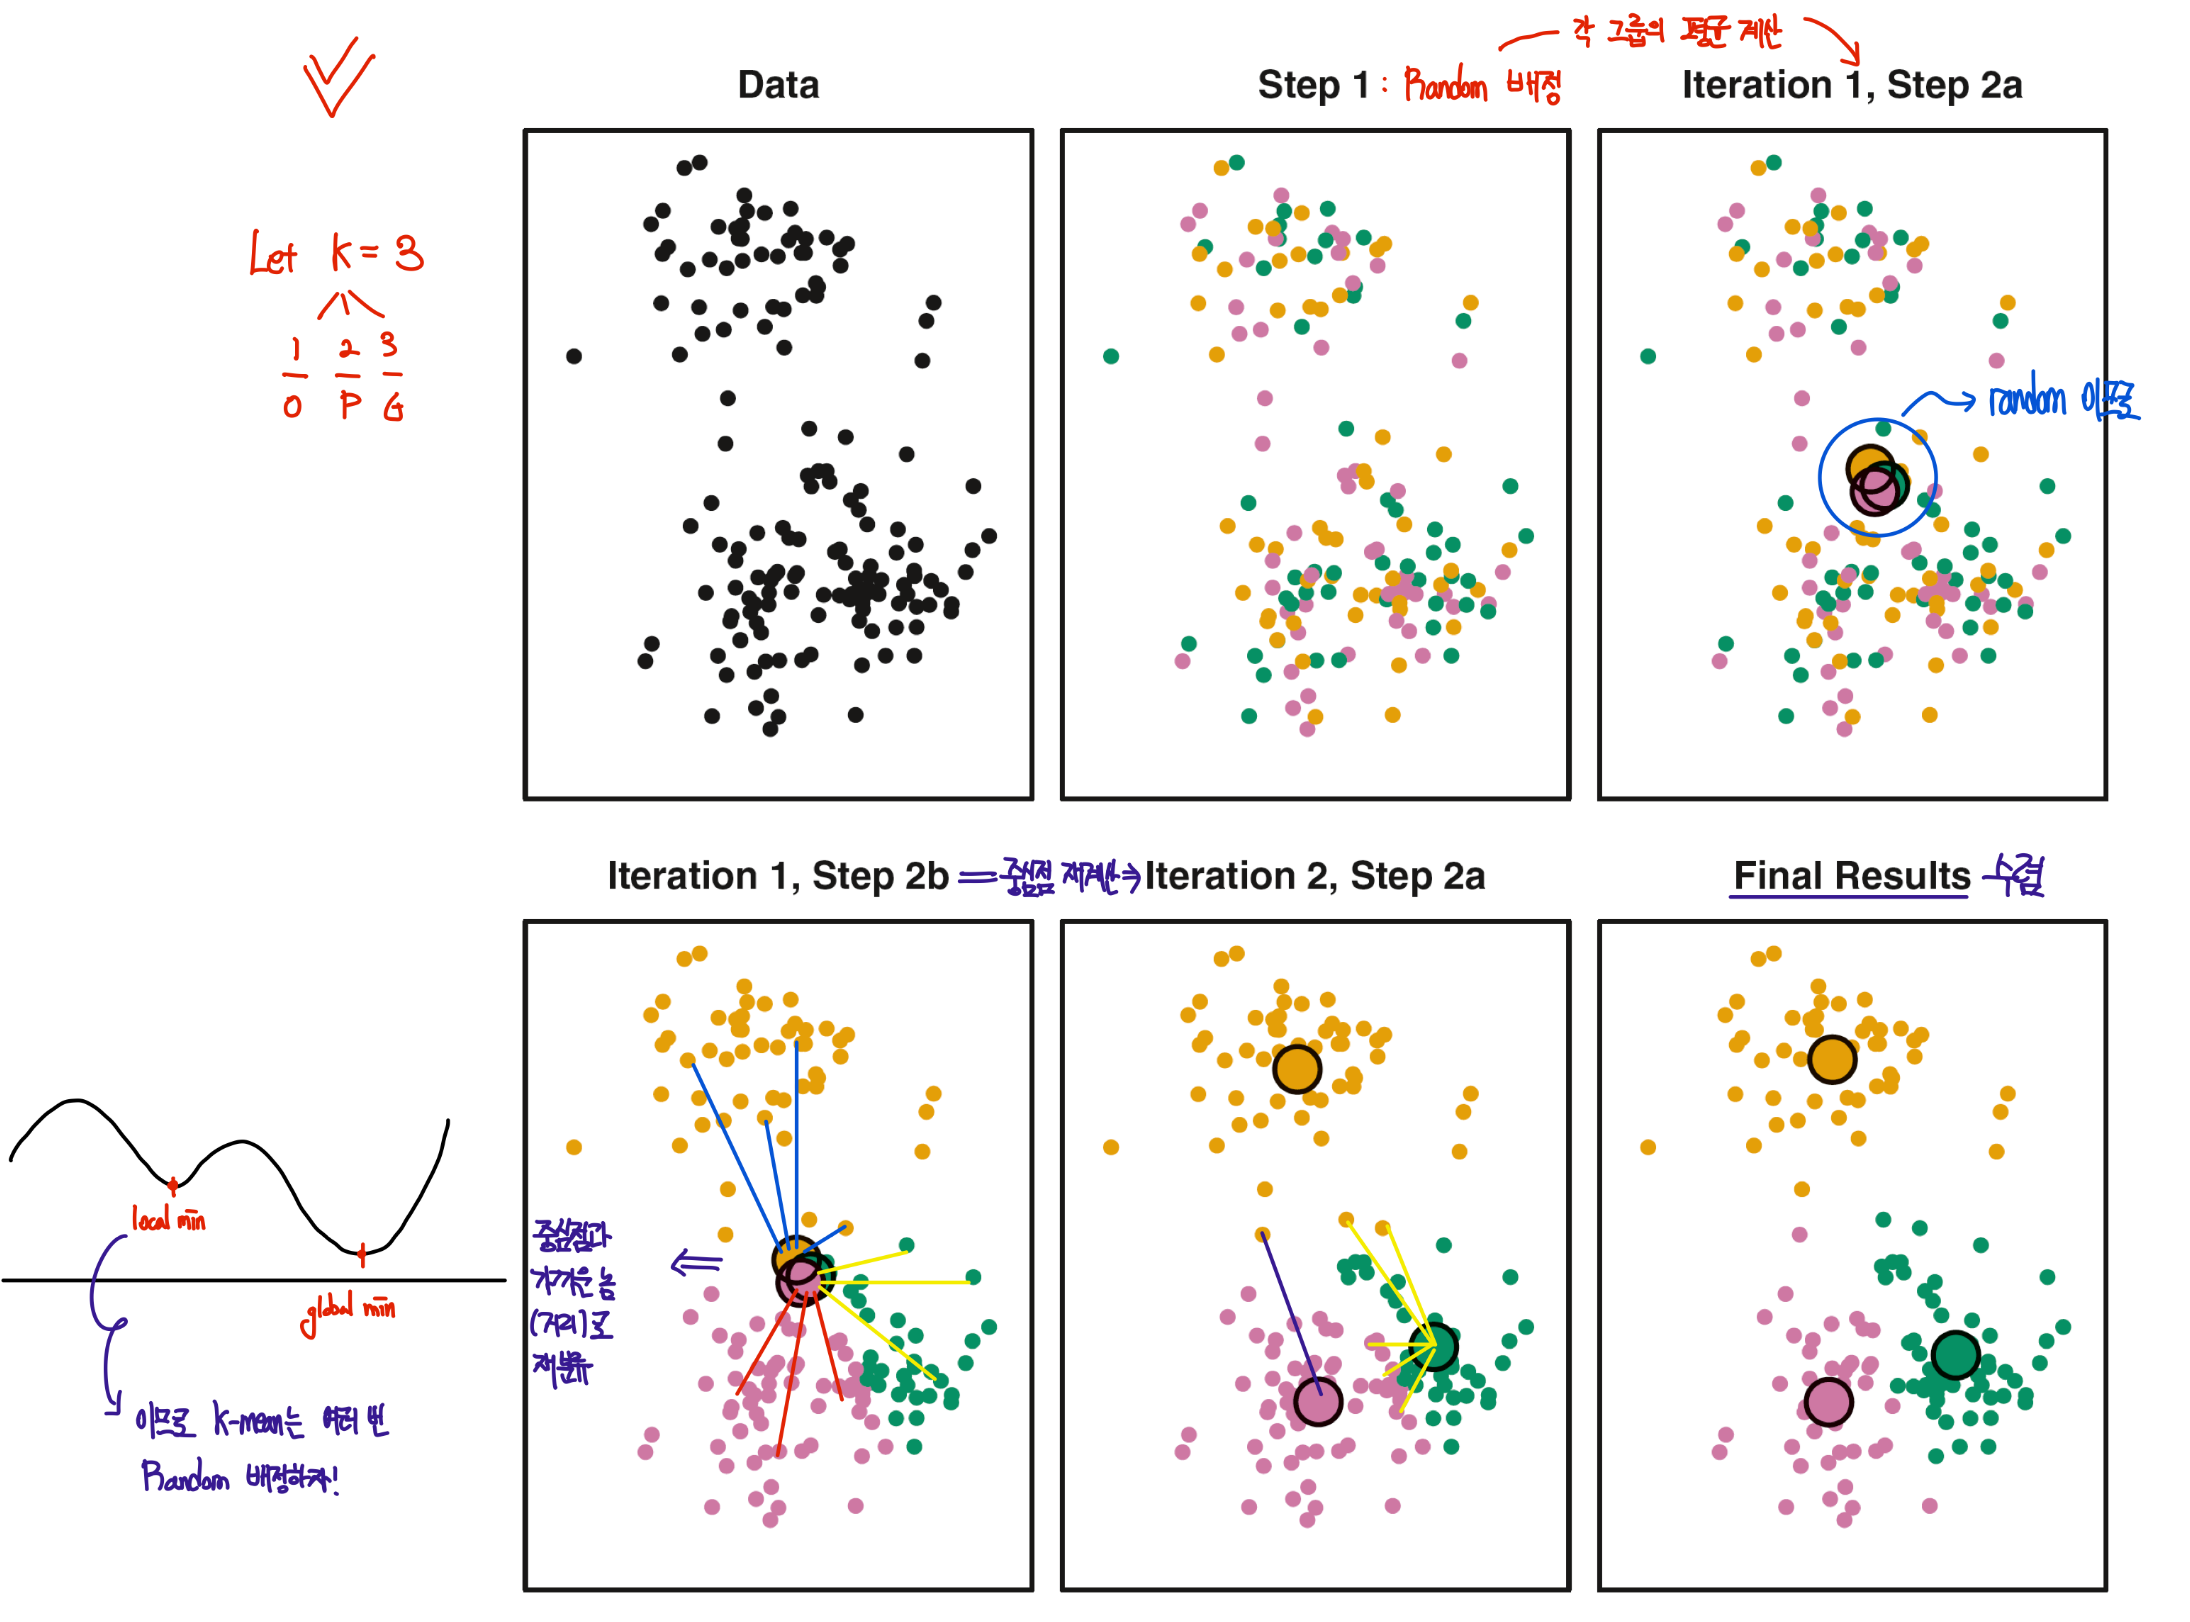 각 그룹의 평균 계산
Data
Step 1 : Random 배정
Iteration 1, Step 2a
Let k = 3
1 2 3
O P G
random 이므로
Iteration 1, Step 2b
중심점 재계산
Iteration 2, Step 2a
Final Results 수렴
중심점과
가까운 놈
(거리)로
재분류
local min
global min
이므로 K-mean는 여러 번
Random 배정하자!